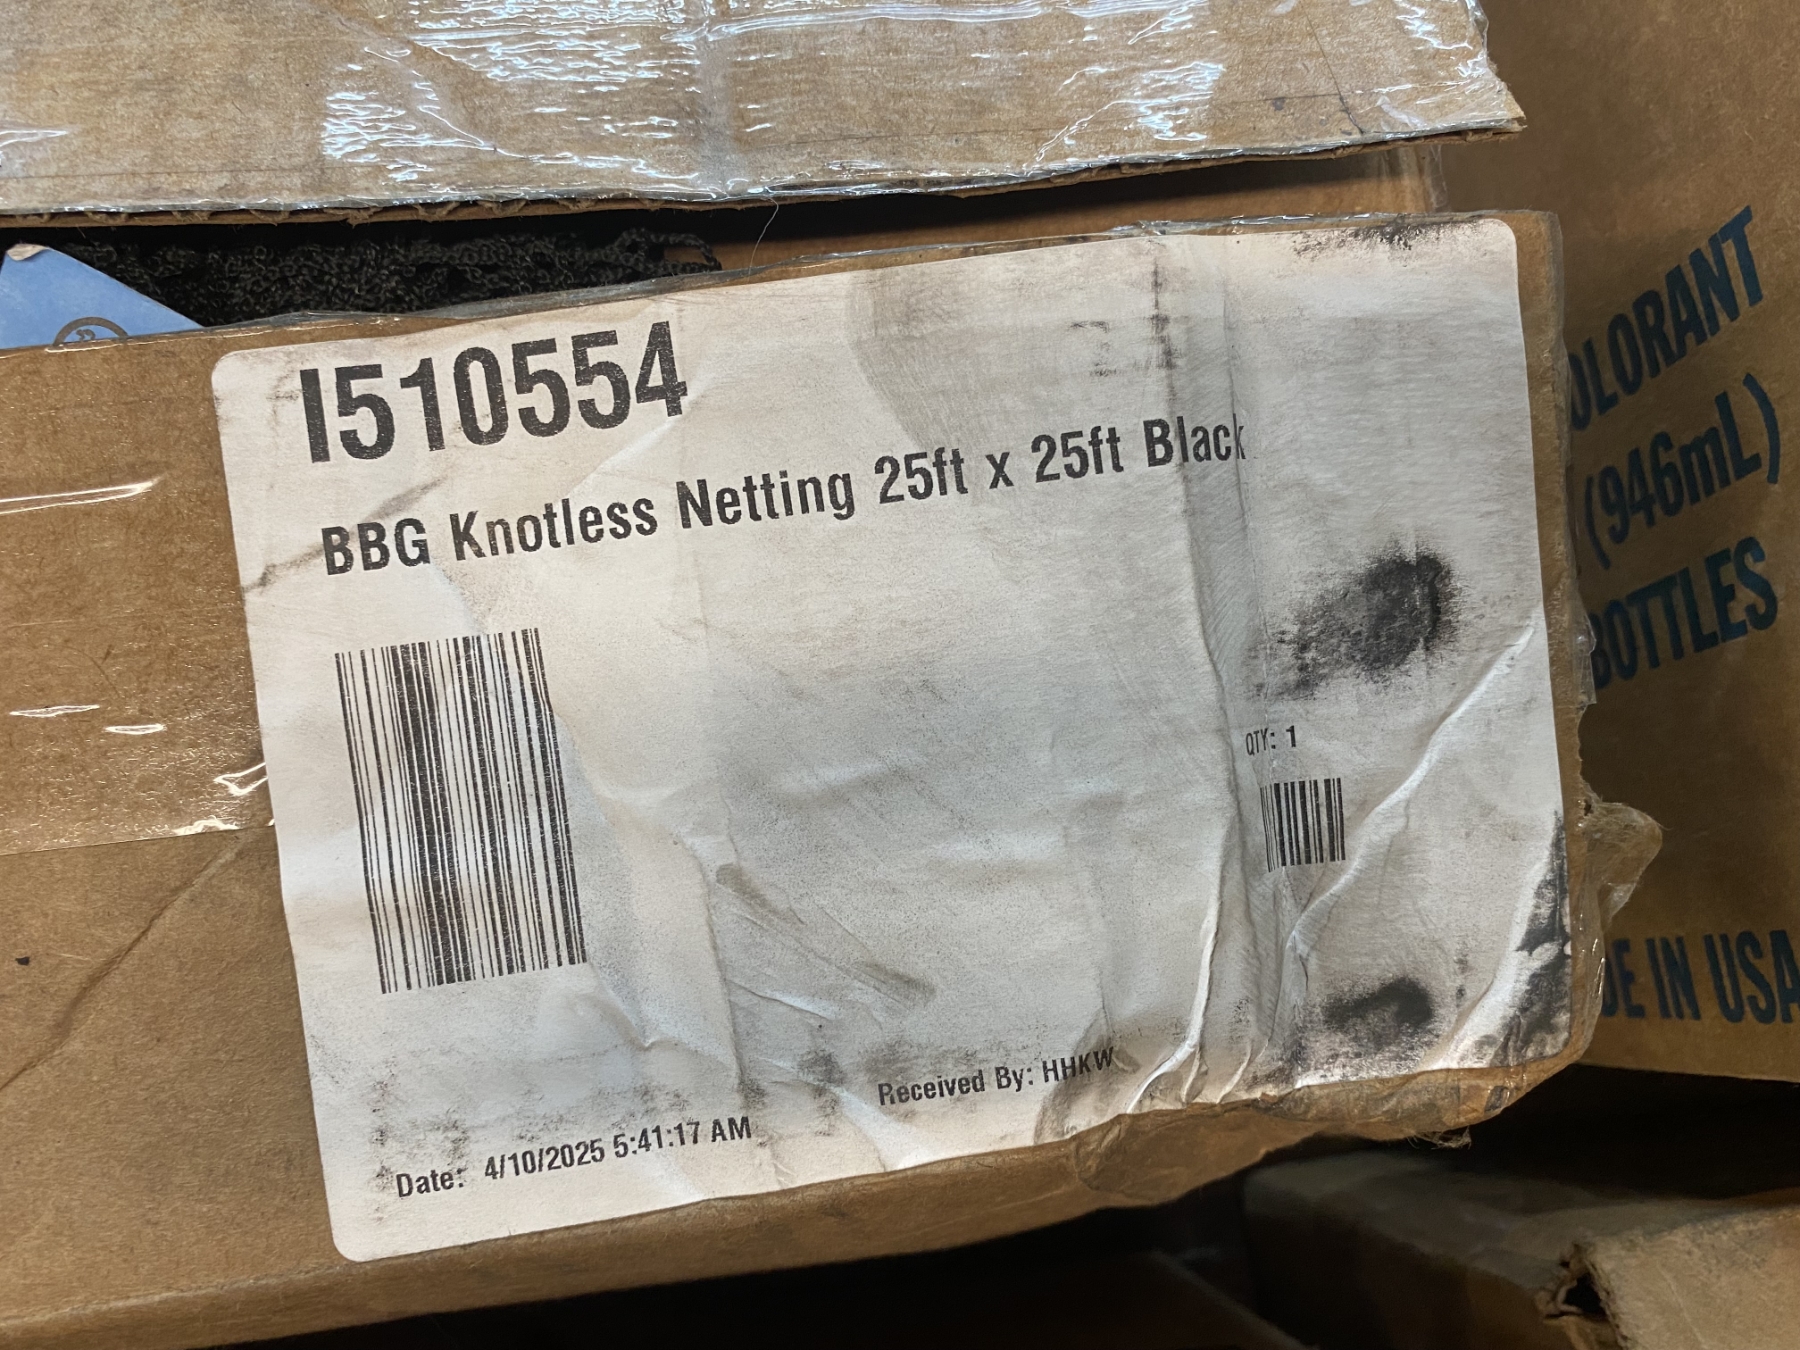 I510554
BBG Knotless Netting 25ft x 25ft Black
QTY: 1
Received By: HHKW
Date: 4/10/2025 5:41:17 AM
OLORANT
(946mL)
BOTTLES
DE IN USA